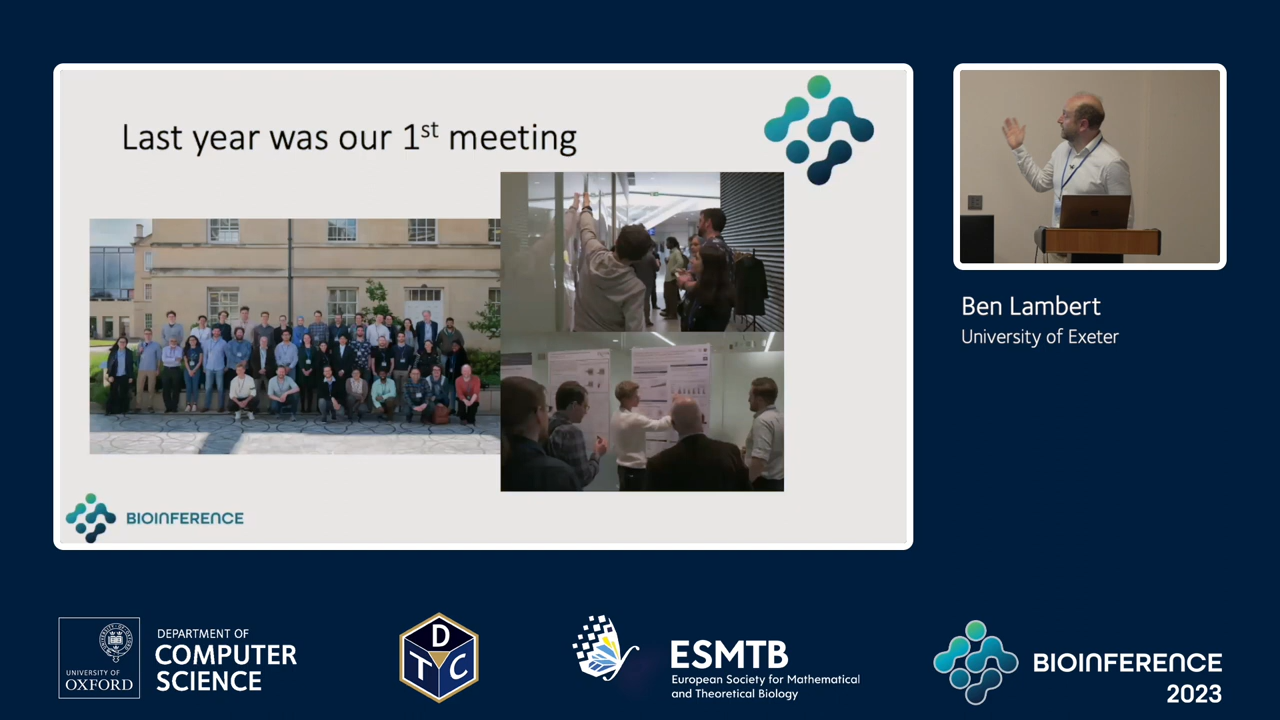 Last year was our 1st meeting
BIOINFERENCE
Ben Lambert
University of Exeter
UNIVERSITY OF
OXFORD
DEPARTMENT OF
COMPUTER
SCIENCE
D
T C
ESMTB
European Society for Mathematical
and Theoretical Biology
BIOINFERENCE
2023